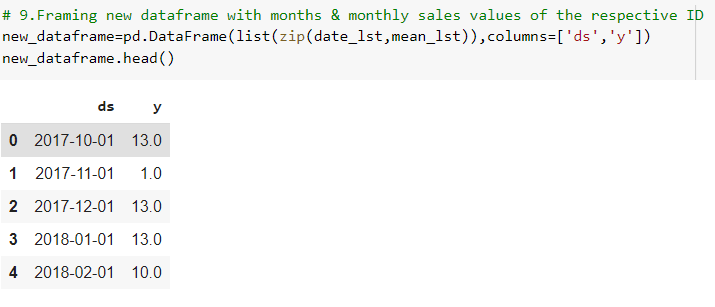 # 9.Framing new dataframe with months & monthly sales values of the respective ID
new_dataframe=pd.DataFrame(list(zip(date_lst,mean_lst)),columns=['ds','y'])
new_dataframe.head()
ds y
0 2017-10-01 13.0
1 2017-11-01 1.0
2 2017-12-01 13.0
3 2018-01-01 13.0
4 2018-02-01 10.0